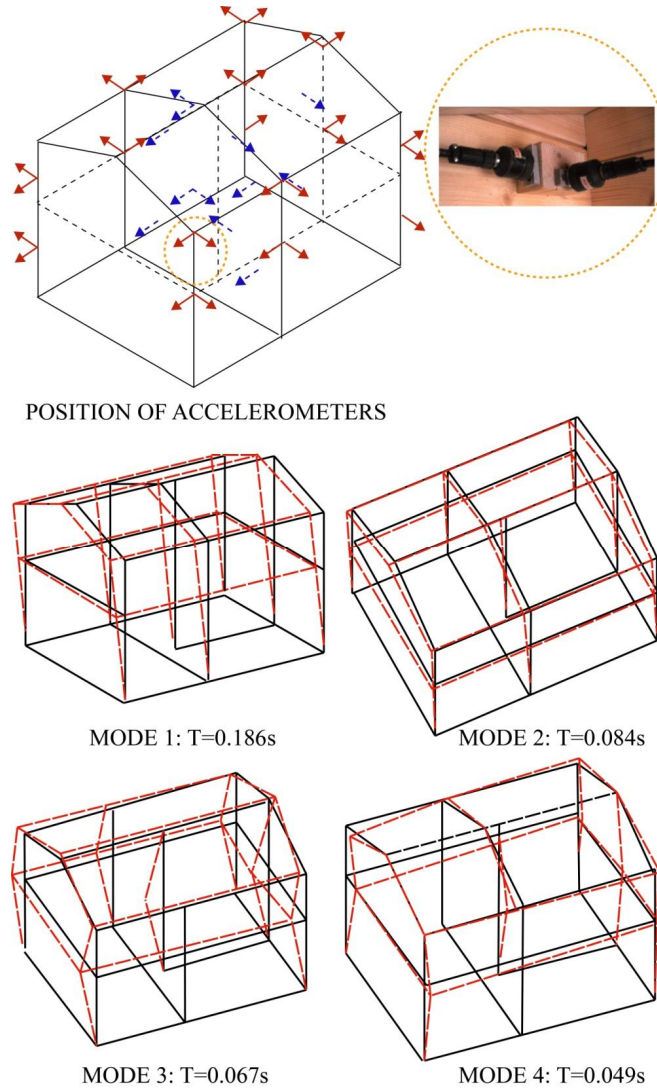 POSITION OF ACCELEROMETERS
MODE 1: T=0.186s
MODE 2: T=0.084s
MODE 3: T=0.067s
MODE 4: T=0.049s